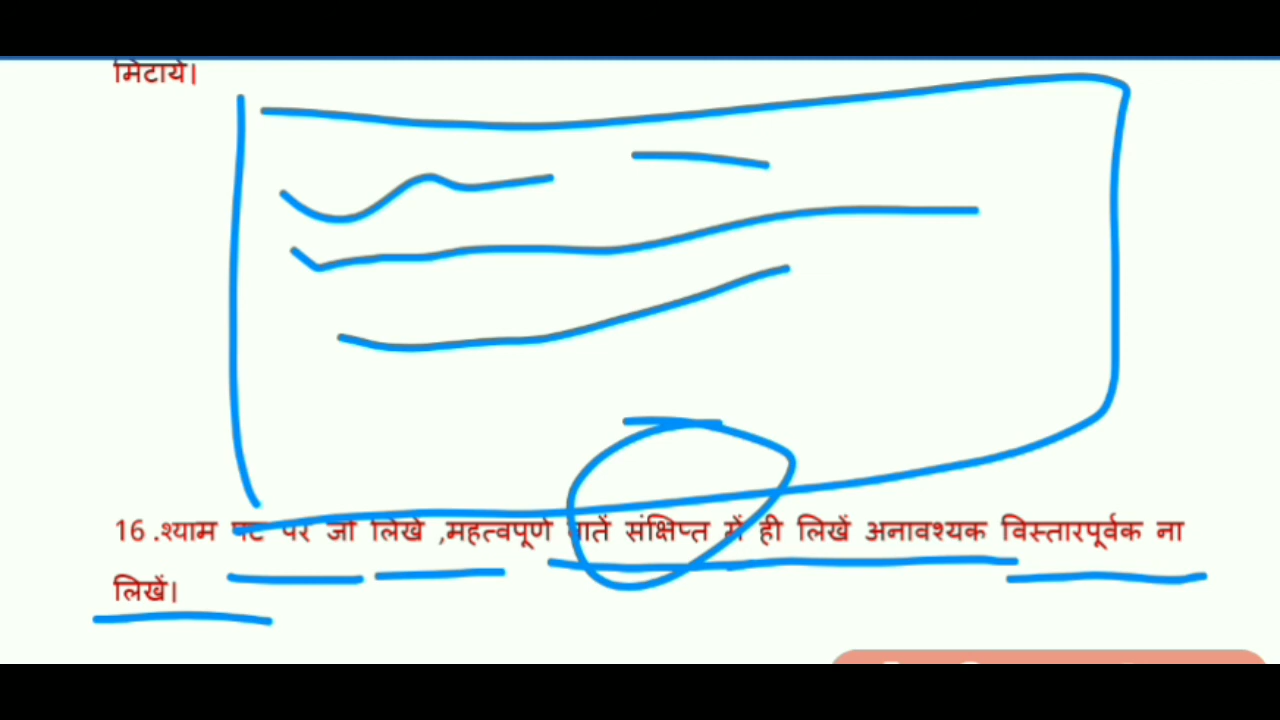 मिटाये।
16 .श्याम पट पर जो लिखे ,महत्वपूर्ण बातें संक्षिप्त में ही लिखें अनावश्यक विस्तारपूर्वक ना
लिखें।